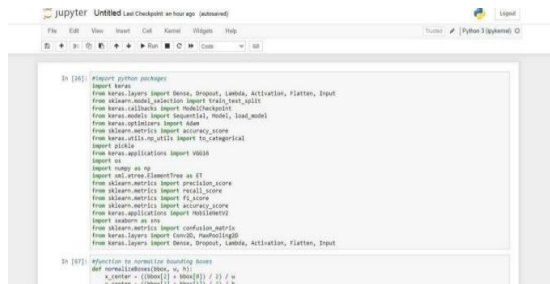 jupyter Untitled Last Checkpoint: an hour ago (autosaved)
Logout
File Edit View Insert Cell Kernel Widgets Help
Trusted Python 3 (ipykernel)
Run Code
In [26]: #import python packages
import keras
from keras.layers import Dense, Dropout, Lambda, Activation, Flatten, Input
from sklearn.model_selection import train_test_split
from keras.callbacks import ModelCheckpoint
from keras.models import Sequential, Model, load_model
from keras.optimizers import Adam
from sklearn.metrics import accuracy_score
from keras.utils.np_utils import to_categorical
import pickle
from keras.applications import VGG16
import os
import numpy as np
import xml.etree.ElementTree as ET
from sklearn.metrics import precision_score
from sklearn.metrics import recall_score
from sklearn.metrics import f1_score
from sklearn.metrics import accuracy_score
from keras.applications import MobileNetV2
import seaborn as sns
from sklearn.metrics import confusion_matrix
from keras.layers import Conv2D, MaxPooling2D
from keras.layers import Dense, Dropout, Lambda, Activation, Flatten, Input
In [67]: #function to normalize bounding boxes
def normalizeBoxes(bbox, w, h):
x_center = ((bbox[2] + bbox[0]) / 2) / w